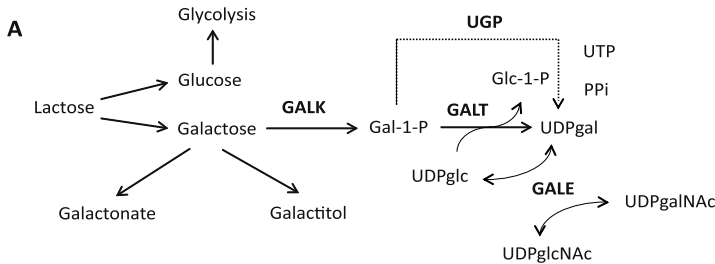 A
Glycolysis
UGP
UTP
Glucose
Glc-1-P
PPi
Lactose
GALK
GALT
Galactose
Gal-1-P
UDPgal
UDPglc
GALE
UDPgalNAc
Galactonate
Galactitol
UDPglcNAc